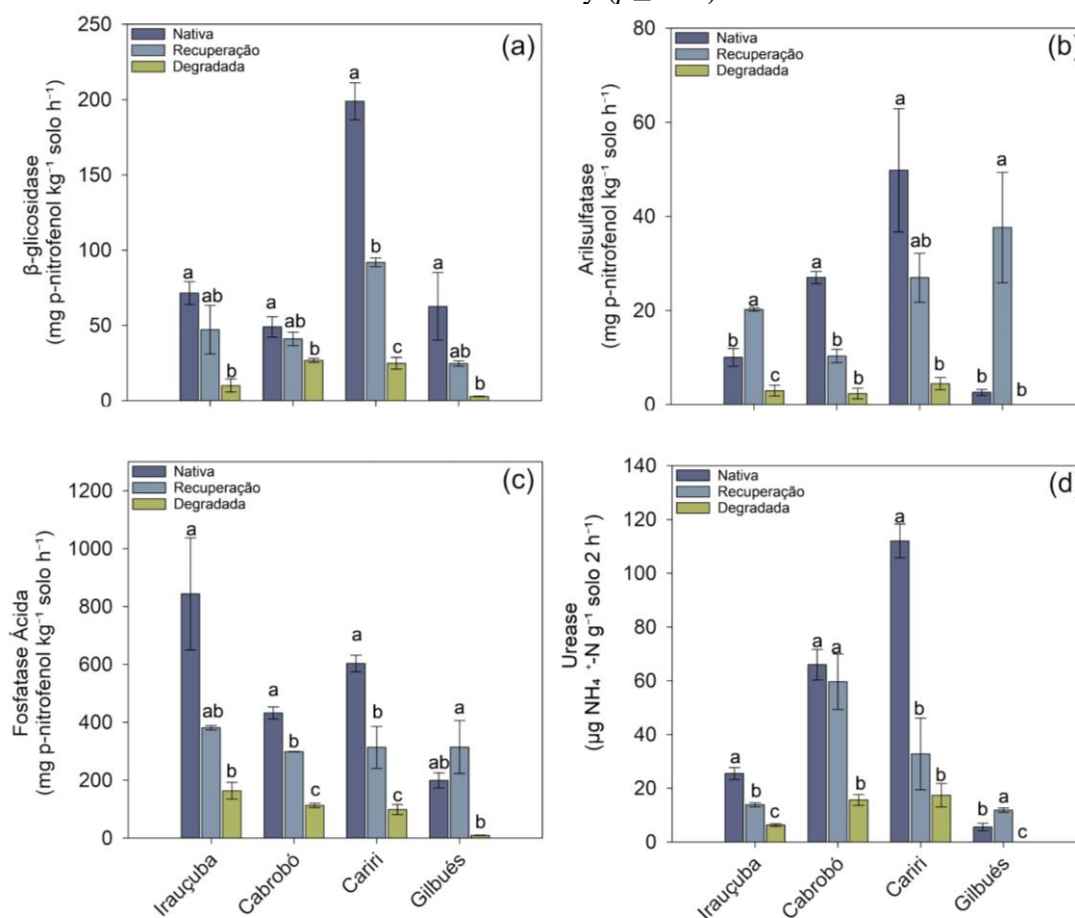 250
200
150
100
50
0
β-glicosidase
(mg p-nitrofenol kg⁻¹ solo h⁻¹)
Nativa
Recuperação
Degradada
(a)
a
ab
b
a
ab
b
a
b
c
a
ab
b
80
60
40
20
0
Arilsulfatase
(mg p-nitrofenol kg⁻¹ solo h⁻¹)
Nativa
Recuperação
Degradada
(b)
b
a
c
a
b
b
a
ab
b
b
a
b
1200
1000
800
600
400
200
0
Fosfatase Ácida
(mg p-nitrofenol kg⁻¹ solo h⁻¹)
Nativa
Recuperação
Degradada
(c)
a
ab
b
a
b
c
a
b
c
ab
a
b
Irauçuba
Cabrobó
Cariri
Gilbués
140
120
100
80
60
40
20
0
Urease
(µg NH₄ ⁺-N g⁻¹ solo 2 h⁻¹)
Nativa
Recuperação
Degradada
(d)
a
b
c
a
a
b
a
b
b
b
a
c
Irauçuba
Cabrobó
Cariri
Gilbués